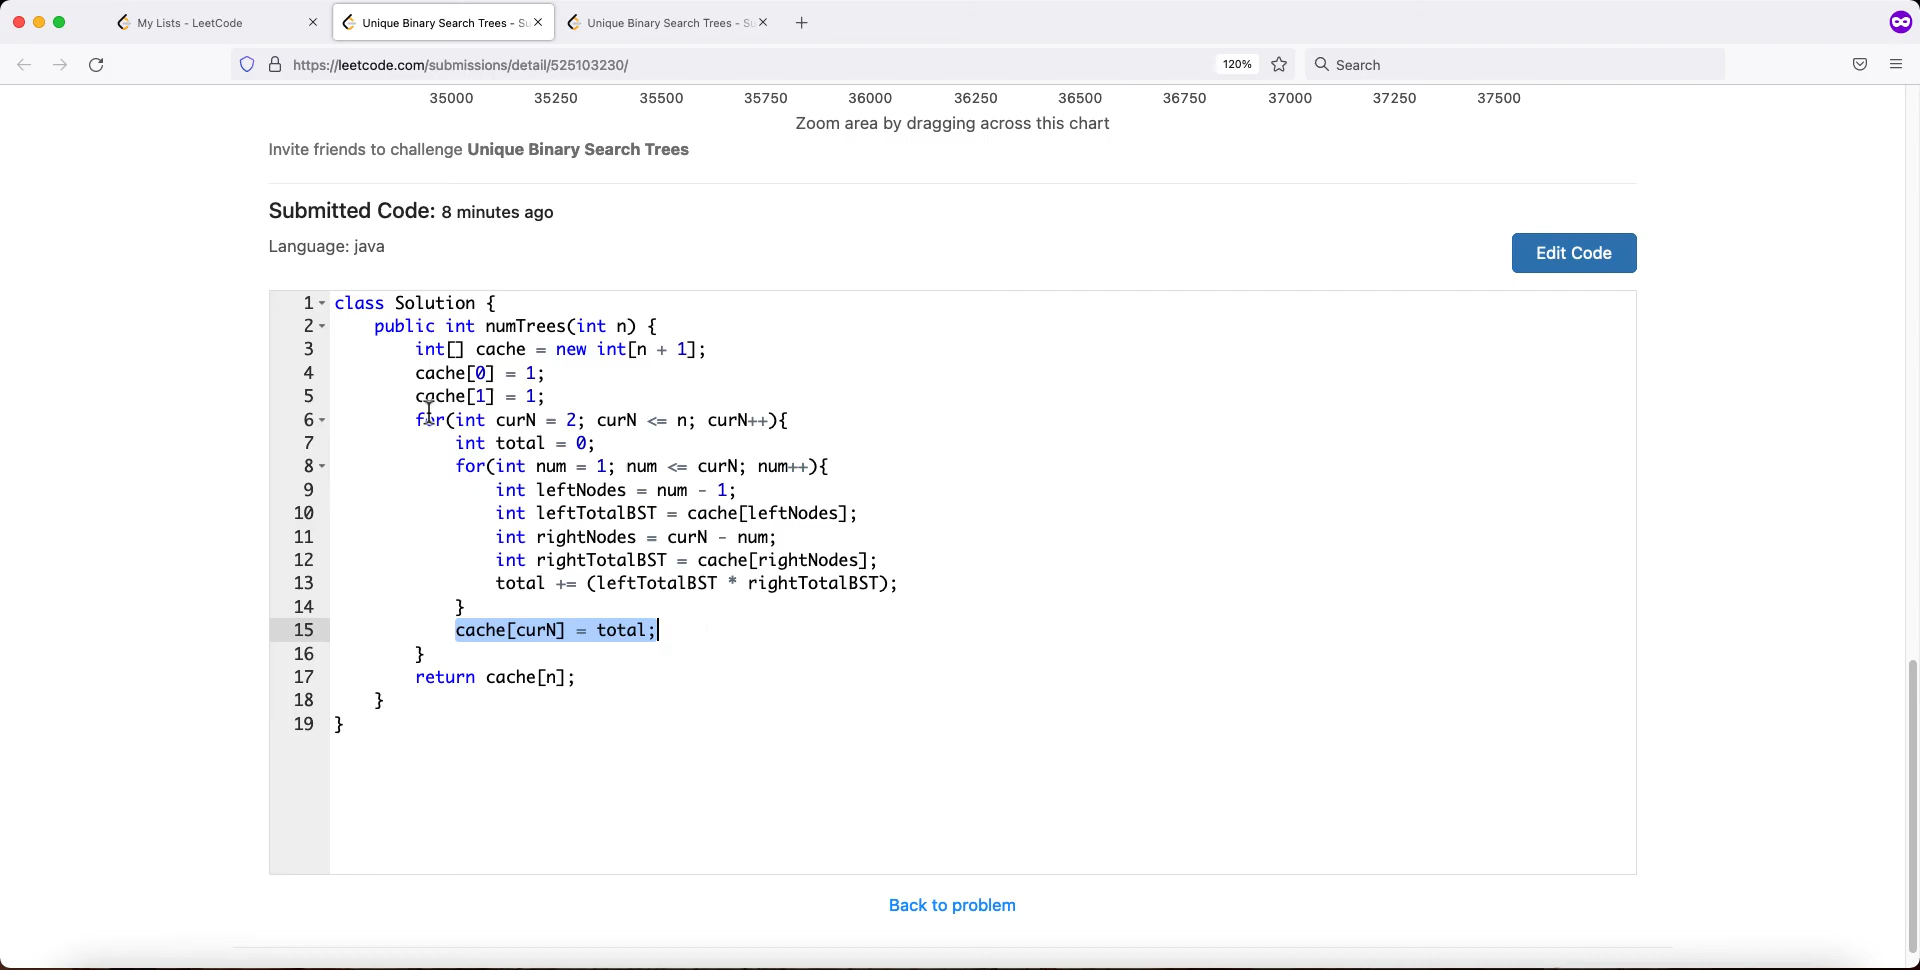 My Lists - LeetCode
Unique Binary Search Trees - Su
Unique Binary Search Trees - Su
https://leetcode.com/submissions/detail/525103230/
120%
Search
35000 35250 35500 35750 36000 36250 36500 36750 37000 37250 37500
Zoom area by dragging across this chart
Invite friends to challenge Unique Binary Search Trees
Submitted Code: 8 minutes ago
Language: java
Edit Code
1 class Solution {
2 public int numTrees(int n) {
3 int[] cache = new int[n + 1];
4 cache[0] = 1;
5 cache[1] = 1;
6 for(int curN = 2; curN <= n; curN++){
7 int total = 0;
8 for(int num = 1; num <= curN; num++){
9 int leftNodes = num - 1;
10 int leftTotalBST = cache[leftNodes];
11 int rightNodes = curN - num;
12 int rightTotalBST = cache[rightNodes];
13 total += (leftTotalBST * rightTotalBST);
14 }
15 cache[curN] = total;
16 }
17 return cache[n];
18 }
19 }
Back to problem